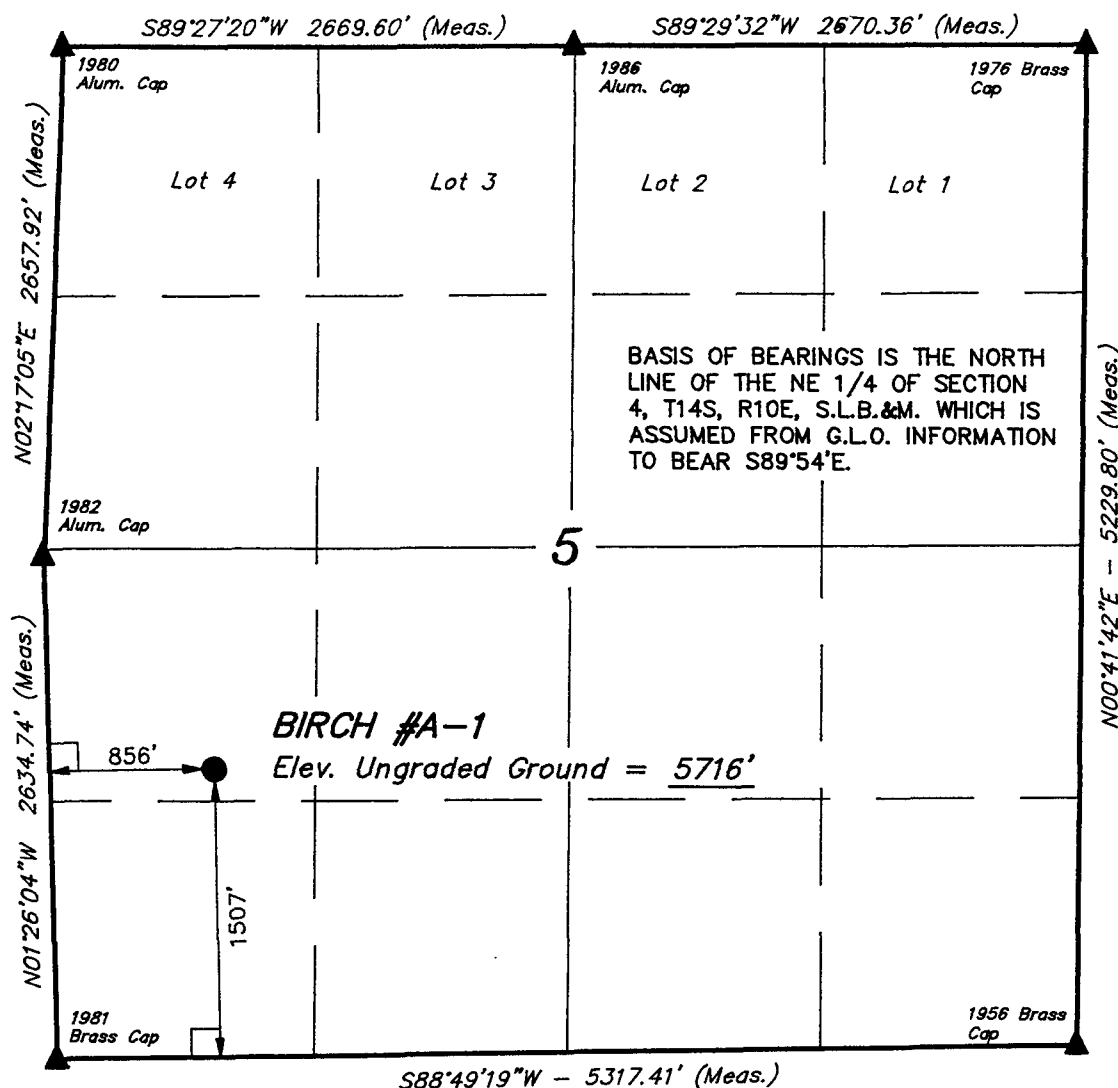 S89°27'20"W 2669.60' (Meas.)
S89°29'32"W 2670.36' (Meas.)
1980
Alum. Cap
1986
Alum. Cap
1976 Brass
Cap
Lot 4
Lot 3
Lot 2
Lot 1
N02°17'05"E 2657.92' (Meas.)
BASIS OF BEARINGS IS THE NORTH
LINE OF THE NE 1/4 OF SECTION
4, T14S, R10E, S.L.B.&M. WHICH IS
ASSUMED FROM G.L.O. INFORMATION
TO BEAR S89°54'E.
N00°41'42"E - 5229.80' (Meas.)
1982
Alum. Cap
5
N01°26'04"W 2634.74' (Meas.)
BIRCH #A-1
Elev. Ungraded Ground = 5716'
856'
1507'
1981
Brass Cap
1956 Brass
Cap
S88°49'19"W - 5317.41' (Meas.)